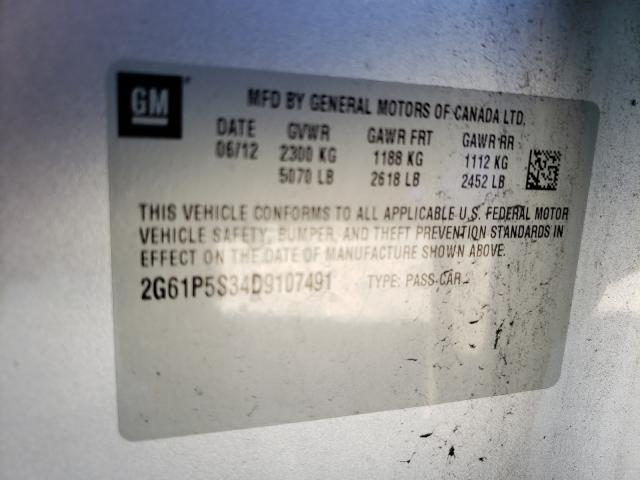 GM
MFD BY GENERAL MOTORS OF CANADA LTD.
DATE GVWR GAWR FRT GAWR RR
06/12 2300 KG 1188 KG 1112 KG
5070 LB 2618 LB 2452 LB
THIS VEHICLE CONFORMS TO ALL APPLICABLE U.S. FEDERAL MOTOR
VEHICLE SAFETY, BUMPER, AND THEFT PREVENTION STANDARDS IN
EFFECT ON THE DATE OF MANUFACTURE SHOWN ABOVE.
2G61P5S34D9107491 TYPE: PASS-CAR